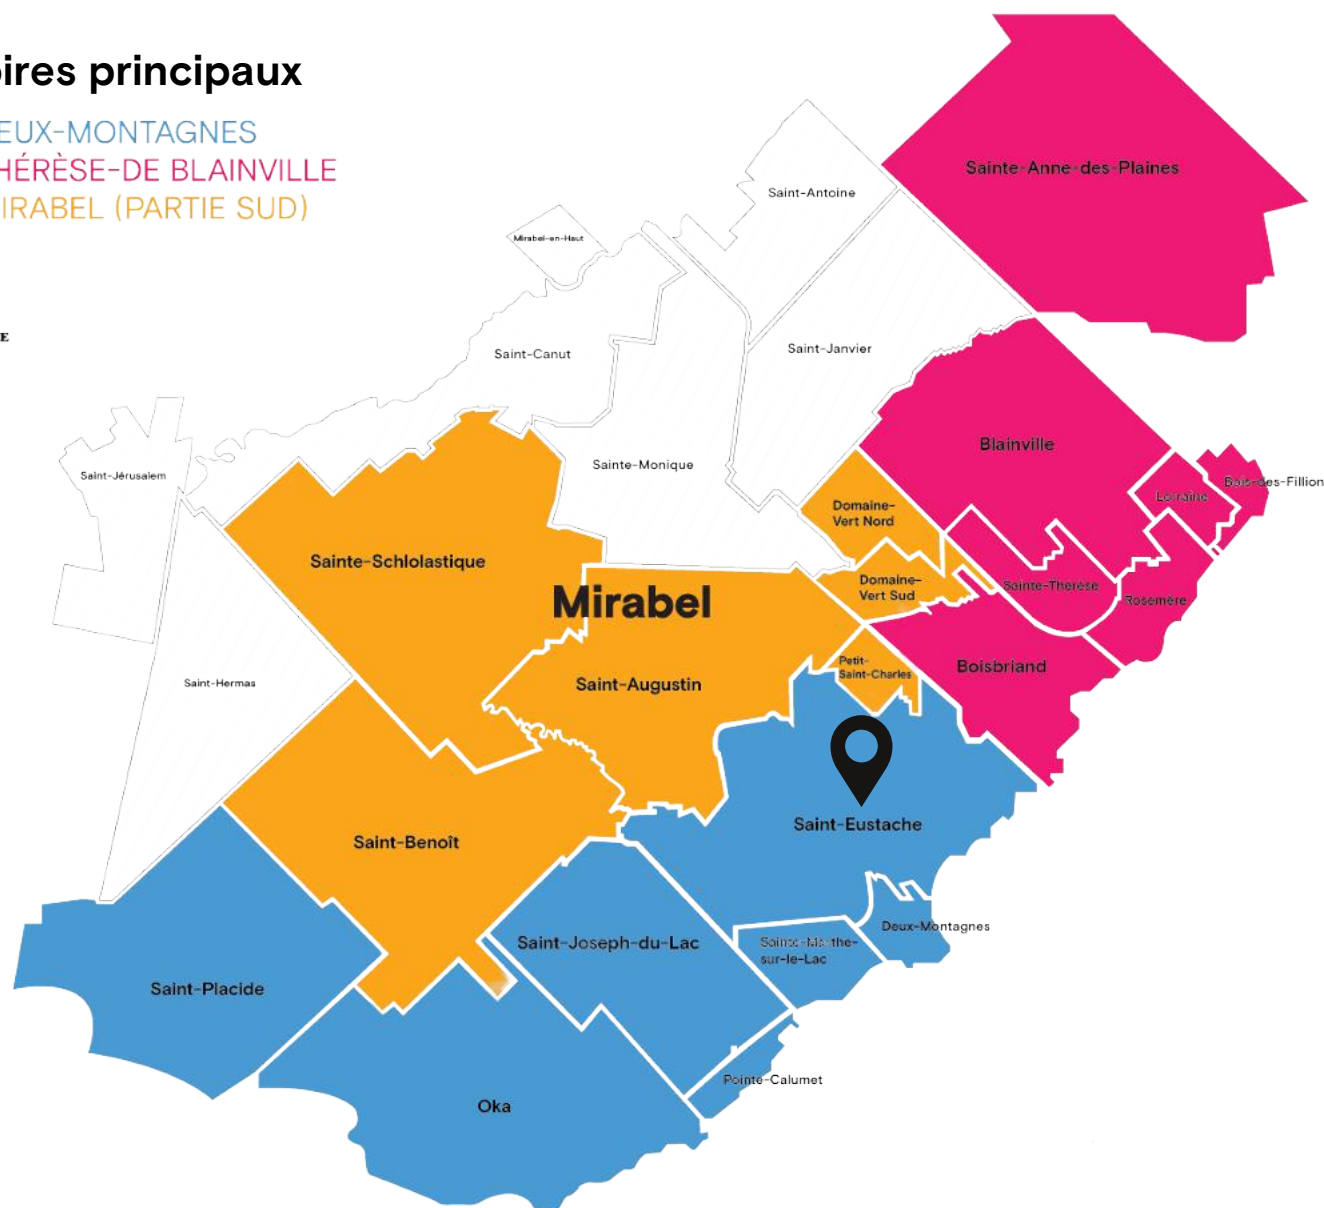 ires principaux
EUX-MONTAGNES
HÉRÈSE-DE BLAINVILLE
IRABEL (PARTIE SUD)
E
Sainte-Anne-des-Plaines
Saint-Antoine
Mirabel-en-Haut
Saint-Canut
Saint-Janvier
Blainville
Sainte-Monique
Saint-Jérusalem
Bois-des-Fillion
Lorraine
Domaine-
Vert Nord
Sainte-Schlolastique
Domaine-
Vert Sud
Sainte-Thérèse
Rosemère
Mirabel
Petit-
Saint-Charles
Boisbriand
Saint-Hermas
Saint-Augustin
Saint-Eustache
Saint-Benoît
Deux-Montagnes
Saint-Joseph-du-Lac
Sainte-Marthe-
sur-le-Lac
Saint-Placide
Pointe-Calumet
Oka